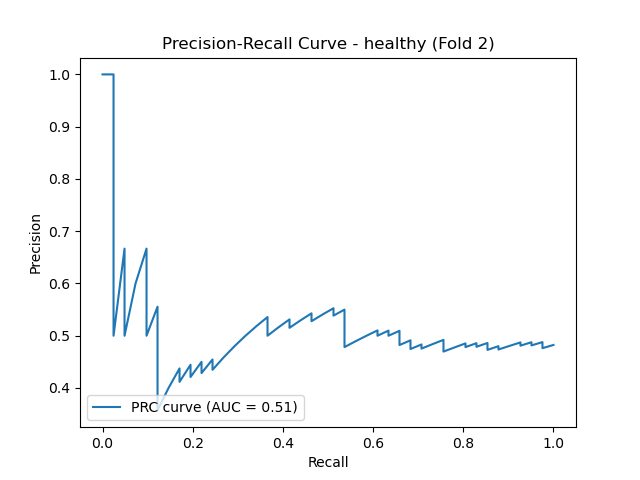 Precision-Recall Curve - healthy (Fold 2)
1.0
0.9
0.8
0.7
0.6
0.5
0.4
Precision
PRC curve (AUC = 0.51)
0.0 0.2 0.4 0.6 0.8 1.0
Recall